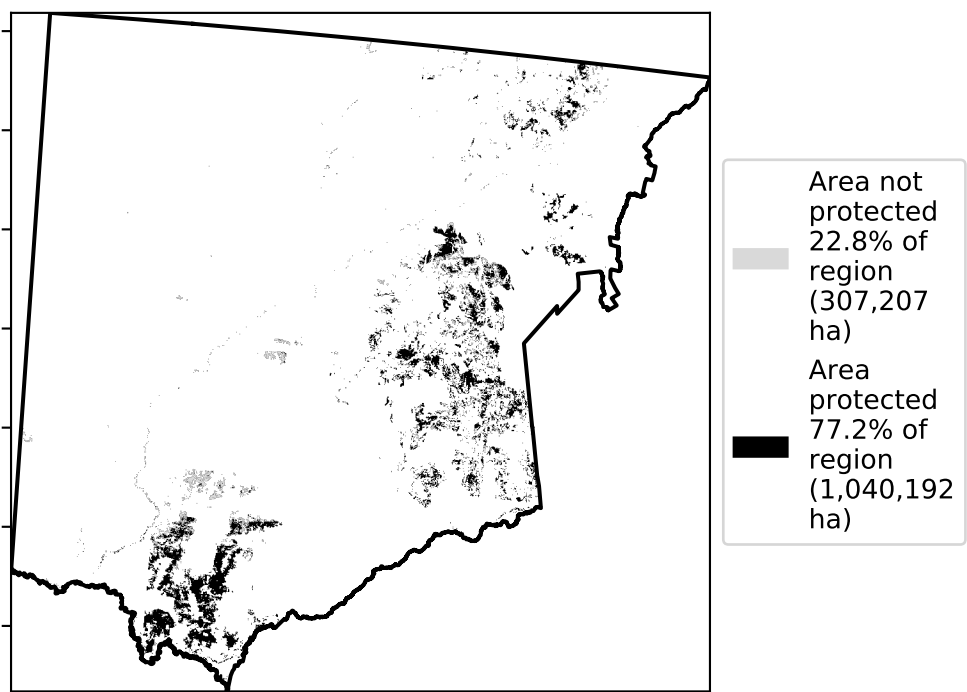 Area not
protected
22.8% of
region
(307,207
ha)
Area
protected
77.2% of
region
(1,040,192
ha)